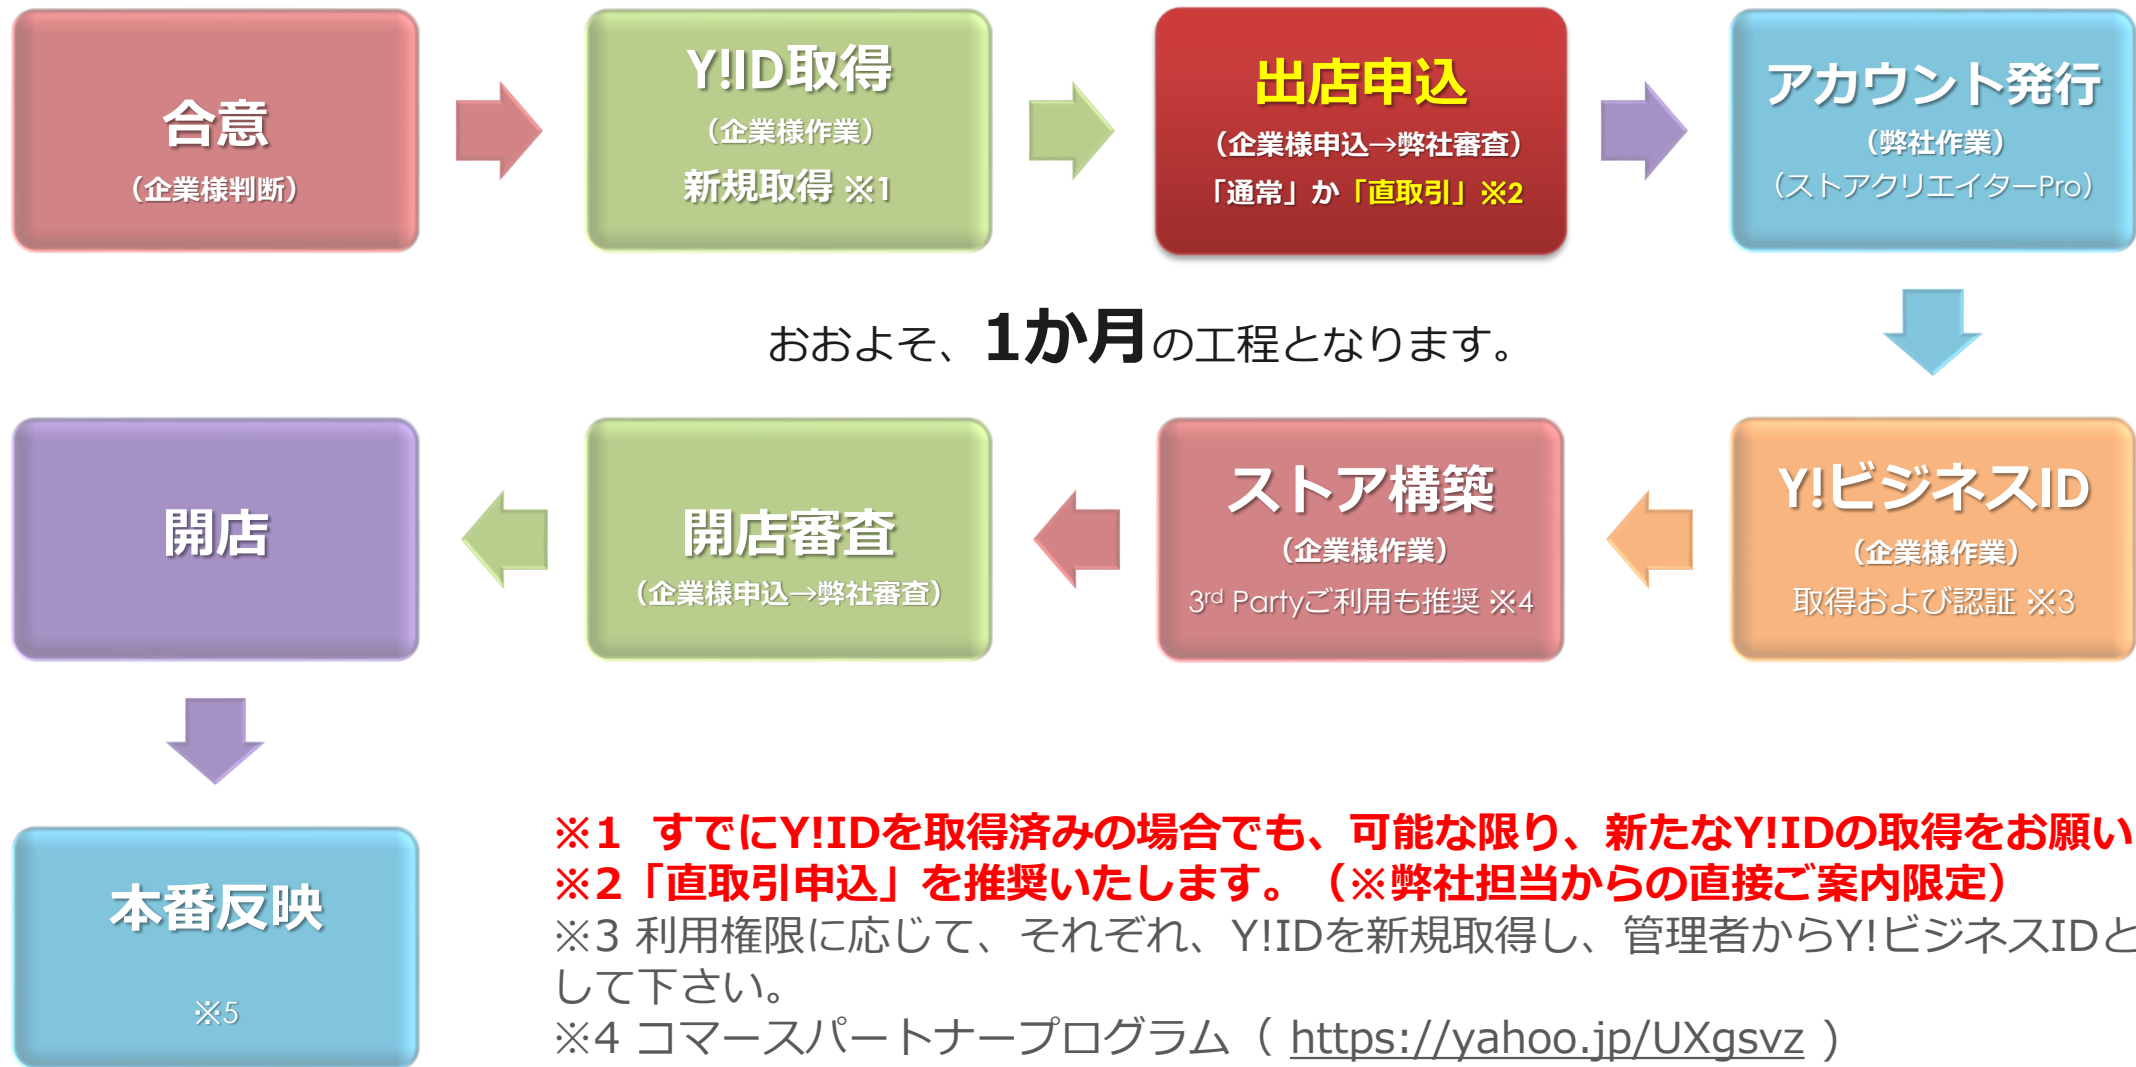 合意
（企業様判断）
Y!ID取得
（企業様作業）
新規取得 ※1
出店申込
（企業様申込→弊社審査）
「通常」か「直取引」※2
アカウント発行
（弊社作業）
（ストアクリエイターPro）
おおよそ、1か月の工程となります。
Y!ビジネスID
（企業様作業）
取得および認証 ※3
ストア構築
（企業様作業）
3rd Partyご利用も推奨 ※4
開店審査
（企業様申込→弊社審査）
開店
本番反映
※5
※1 すでにY!IDを取得済みの場合でも、可能な限り、新たなY!IDの取得をお願い
※2「直取引申込」を推奨いたします。（※弊社担当からの直接ご案内限定）
※3 利用権限に応じて、それぞれ、Y!IDを新規取得し、管理者からY!ビジネスIDと
して下さい。
※4 コマースパートナープログラム（ https://yahoo.jp/UXgsvz ）